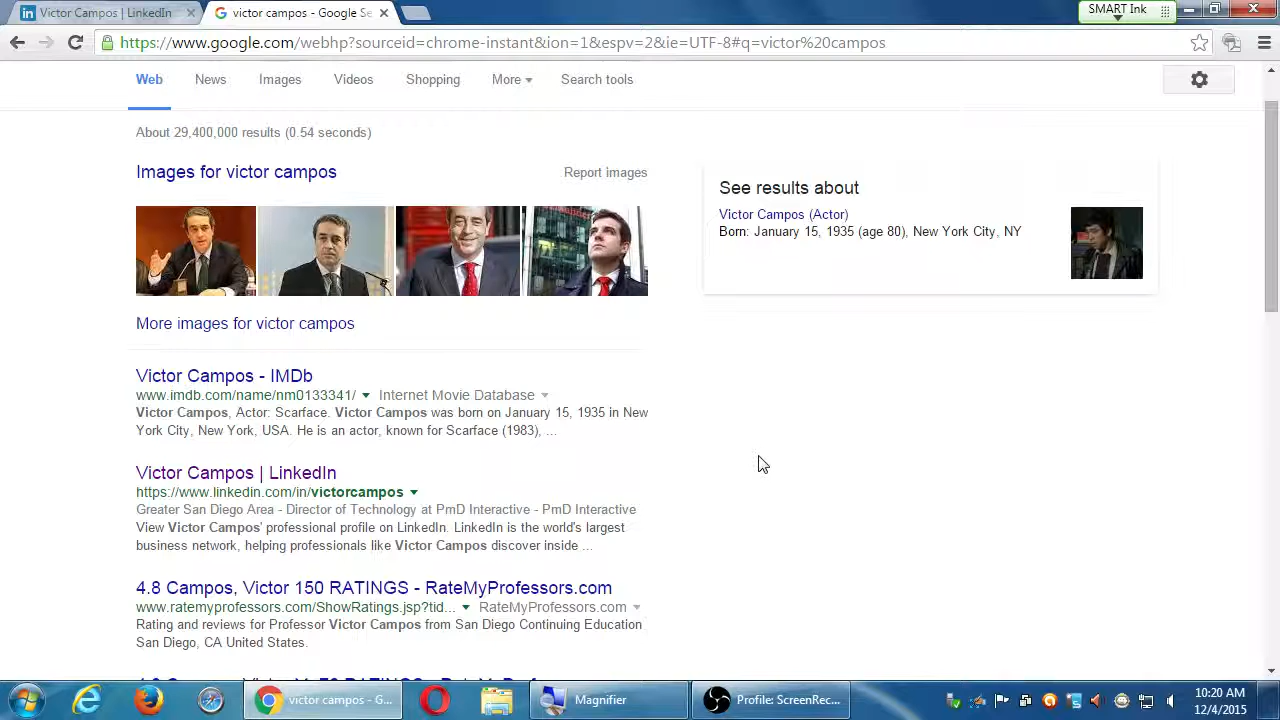 Victor Campos | LinkedIn
victor campos - Google Se
SMART Ink
https://www.google.com/webhp?sourceid=chrome-instant&ion=1&espv=2&ie=UTF-8#q=victor%20campos
Web News Images Videos Shopping More Search tools
About 29,400,000 results (0.54 seconds)
Images for victor campos
Report images
More images for victor campos
See results about
Victor Campos (Actor)
Born: January 15, 1935 (age 80), New York City, NY
Victor Campos - IMDb
www.imdb.com/name/nm0133341/ Internet Movie Database
Victor Campos, Actor: Scarface. Victor Campos was born on January 15, 1935 in New
York City, New York, USA. He is an actor, known for Scarface (1983), ...
Victor Campos | LinkedIn
https://www.linkedin.com/in/victorcampos
Greater San Diego Area - Director of Technology at PmD Interactive - PmD Interactive
View Victor Campos' professional profile on LinkedIn. LinkedIn is the world's largest
business network, helping professionals like Victor Campos discover inside ...
4.8 Campos, Victor 150 RATINGS - RateMyProfessors.com
www.ratemyprofessors.com/ShowRatings.jsp?tid... RateMyProfessors.com
Rating and reviews for Professor Victor Campos from San Diego Continuing Education
San Diego, CA United States.
victor campos - G...
Magnifier
Profile: ScreenRec...
10:20 AM
12/4/2015